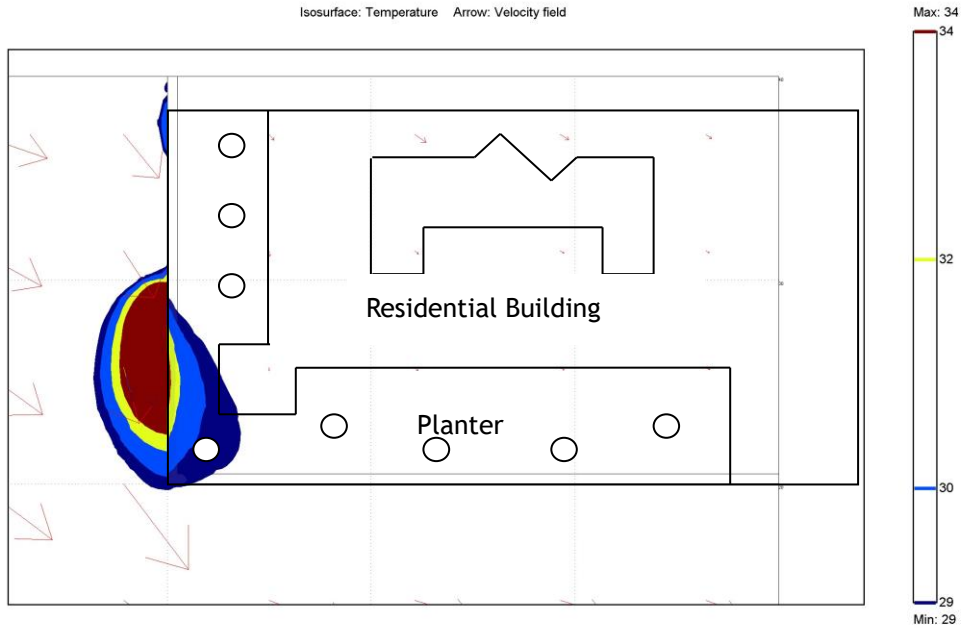 Isosurface: Temperature Arrow: Velocity field
Max: 34
34
32
30
29
Min: 29
Residential Building
Planter